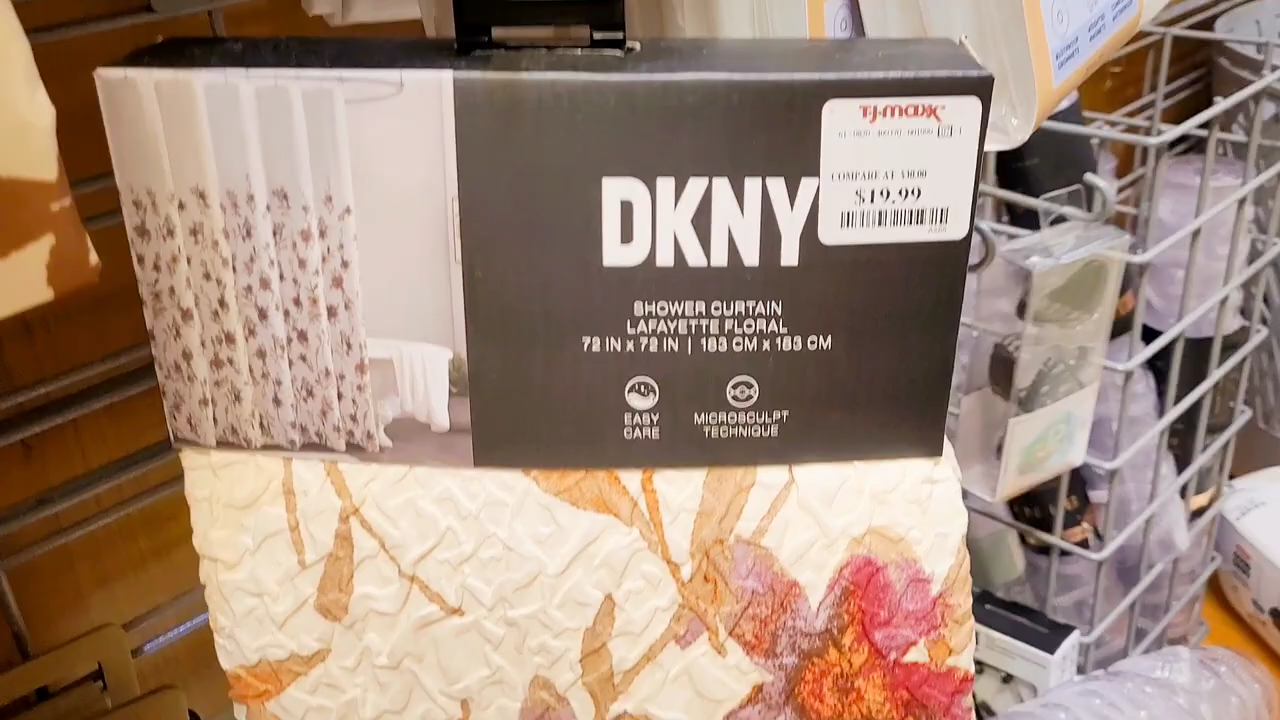 T.J.maxx
COMPARE AT $30.00
$19.99
DKNY
SHOWER CURTAIN
LAFAYETTE FLORAL
72 IN x 72 IN | 183 CM x 183 CM
EASY
CARE
MICROSCULPT
TECHNIQUE